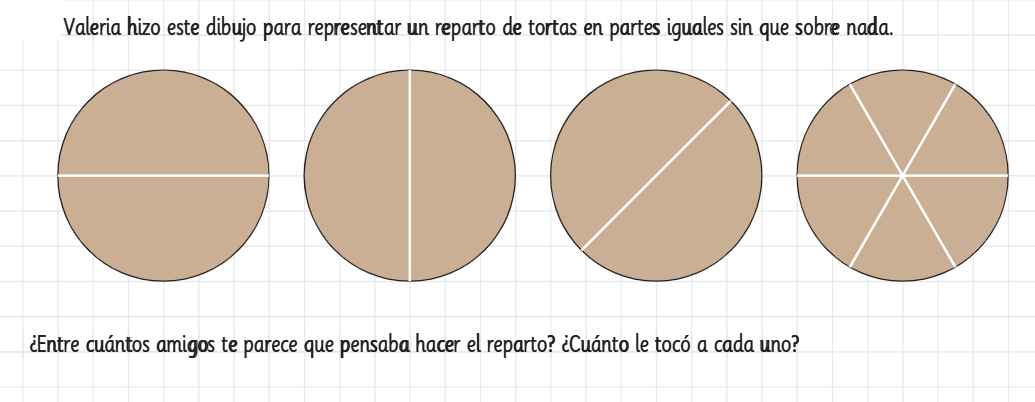 Valeria hizo este dibujo para representar un reparto de tortas en partes iguales sin que sobre nada.
¿Entre cuántos amigos te parece que pensaba hacer el reparto? ¿Cuánto le tocó a cada uno?